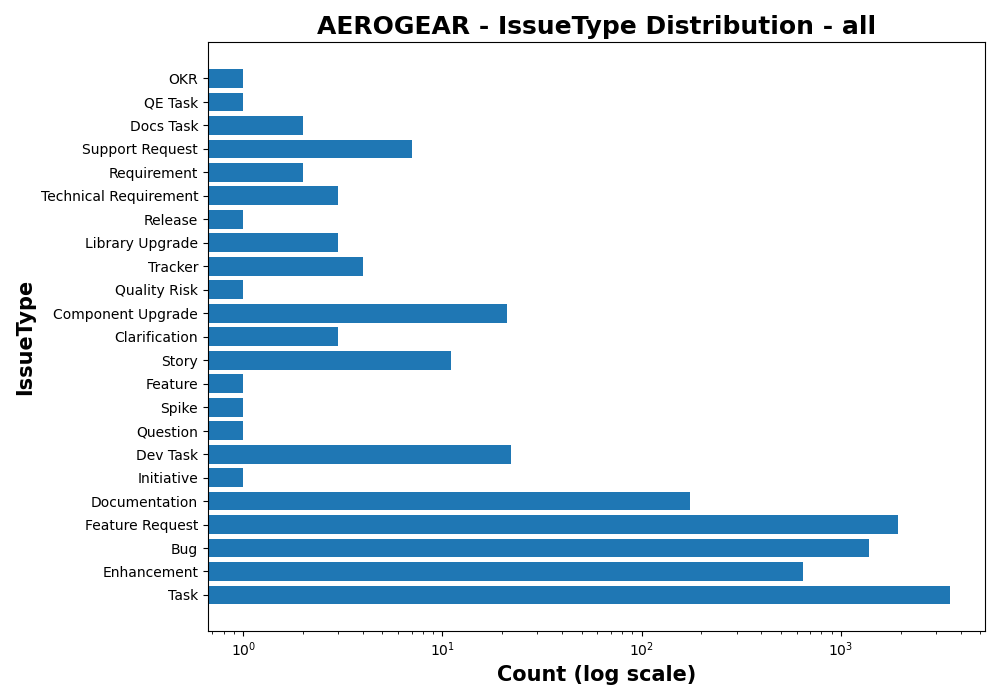 AEROGEAR - IssueType Distribution - all
IssueType
OKR
QE Task
Docs Task
Support Request
Requirement
Technical Requirement
Release
Library Upgrade
Tracker
Quality Risk
Component Upgrade
Clarification
Story
Feature
Spike
Question
Dev Task
Initiative
Documentation
Feature Request
Bug
Enhancement
Task
10⁰ 10¹ 10² 10³
Count (log scale)